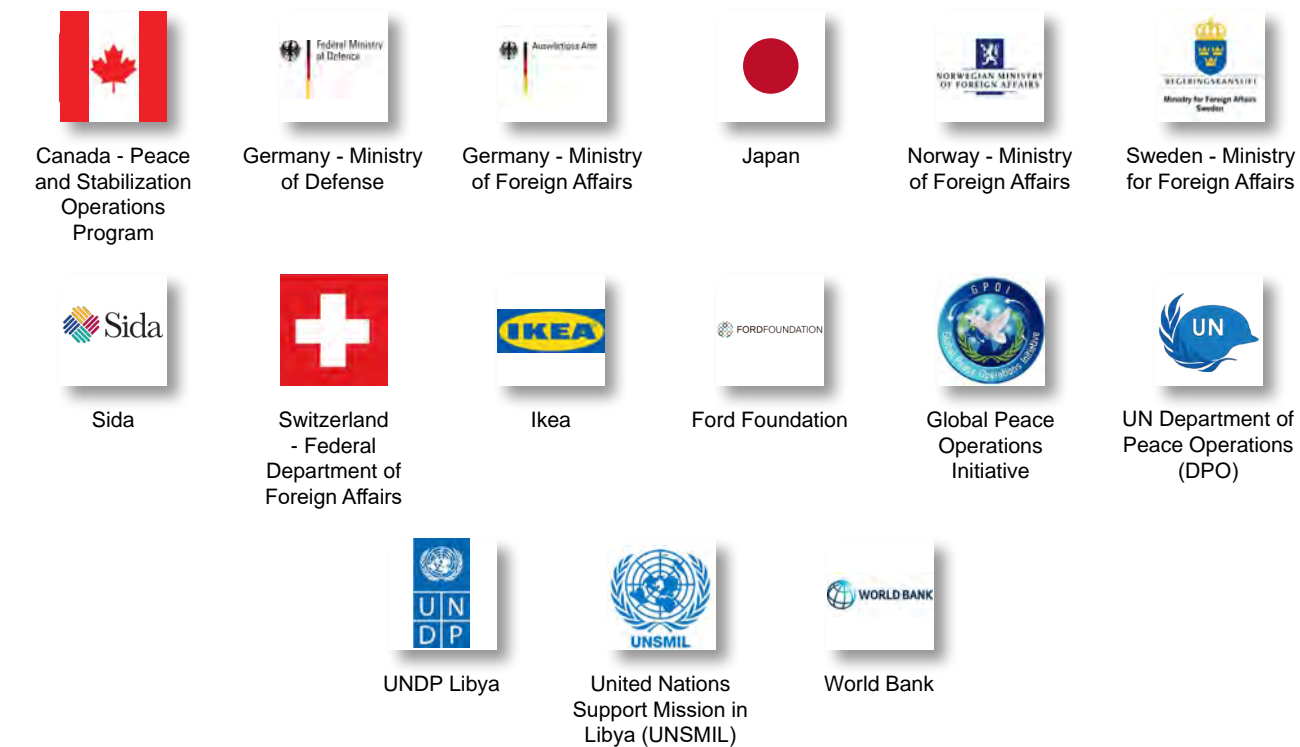 Federal Ministry
of Defence
Auswärtiges Amt
NORWEGIAN MINISTRY
OF FOREIGN AFFAIRS
REGERINGSKANSLIET
Ministry for Foreign Affairs
Sweden
Canada - Peace
and Stabilization
Operations
Program
Germany - Ministry
of Defense
Germany - Ministry
of Foreign Affairs
Japan
Norway - Ministry
of Foreign Affairs
Sweden - Ministry
for Foreign Affairs
Sida
IKEA
FORDFOUNDATION
GPOI
Global Peace Operations Initiative
UN
Sida
Switzerland
- Federal
Department of
Foreign Affairs
Ikea
Ford Foundation
Global Peace
Operations
Initiative
UN Department of
Peace Operations
(DPO)
U N
D P
UNSMIL
WORLD BANK
UNDP Libya
United Nations
Support Mission in
Libya (UNSMIL)
World Bank